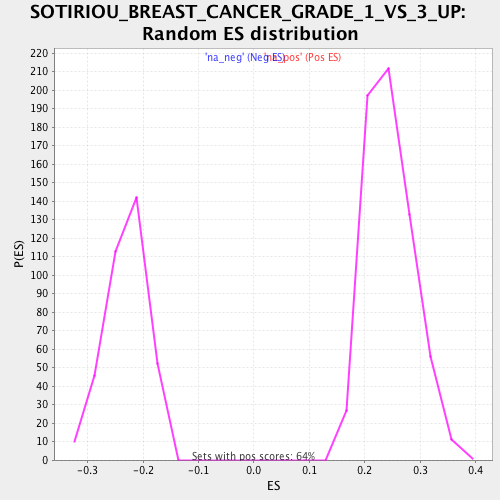 SOTIRIOU_BREAST_CANCER_GRADE_1_VS_3_UP:
Random ES distribution
'na_neg' (Neg ES)
'na_pos' (Pos ES)
220
210
200
190
180
170
160
150
140
130
120
110
100
90
80
70
60
50
40
30
20
10
0
P(ES)
Sets with pos scores: 64%
-0.3 -0.2 -0.1 0.0 0.1 0.2 0.3 0.4
ES